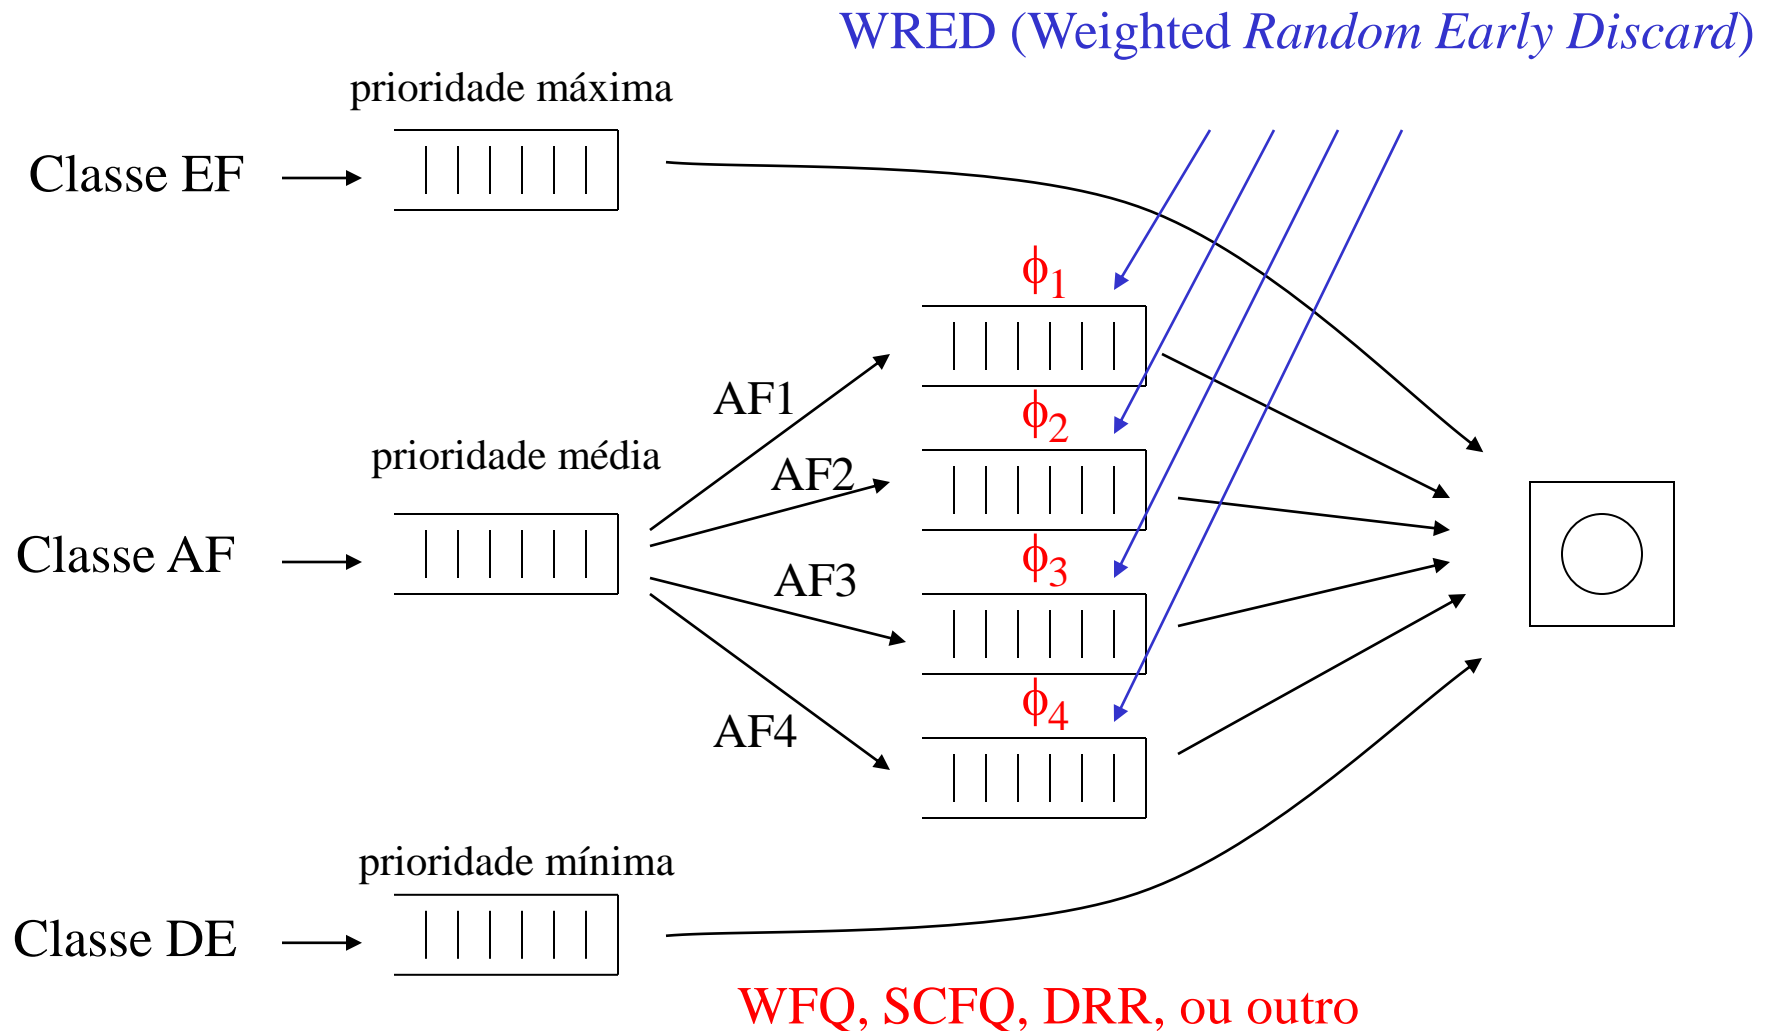 WRED (Weighted Random Early Discard)
prioridade máxima
Classe EF
ϕ1
AF1
ϕ2
prioridade média
AF2
Classe AF
ϕ3
AF3
ϕ4
AF4
prioridade mínima
Classe DE
WFQ, SCFQ, DRR, ou outro